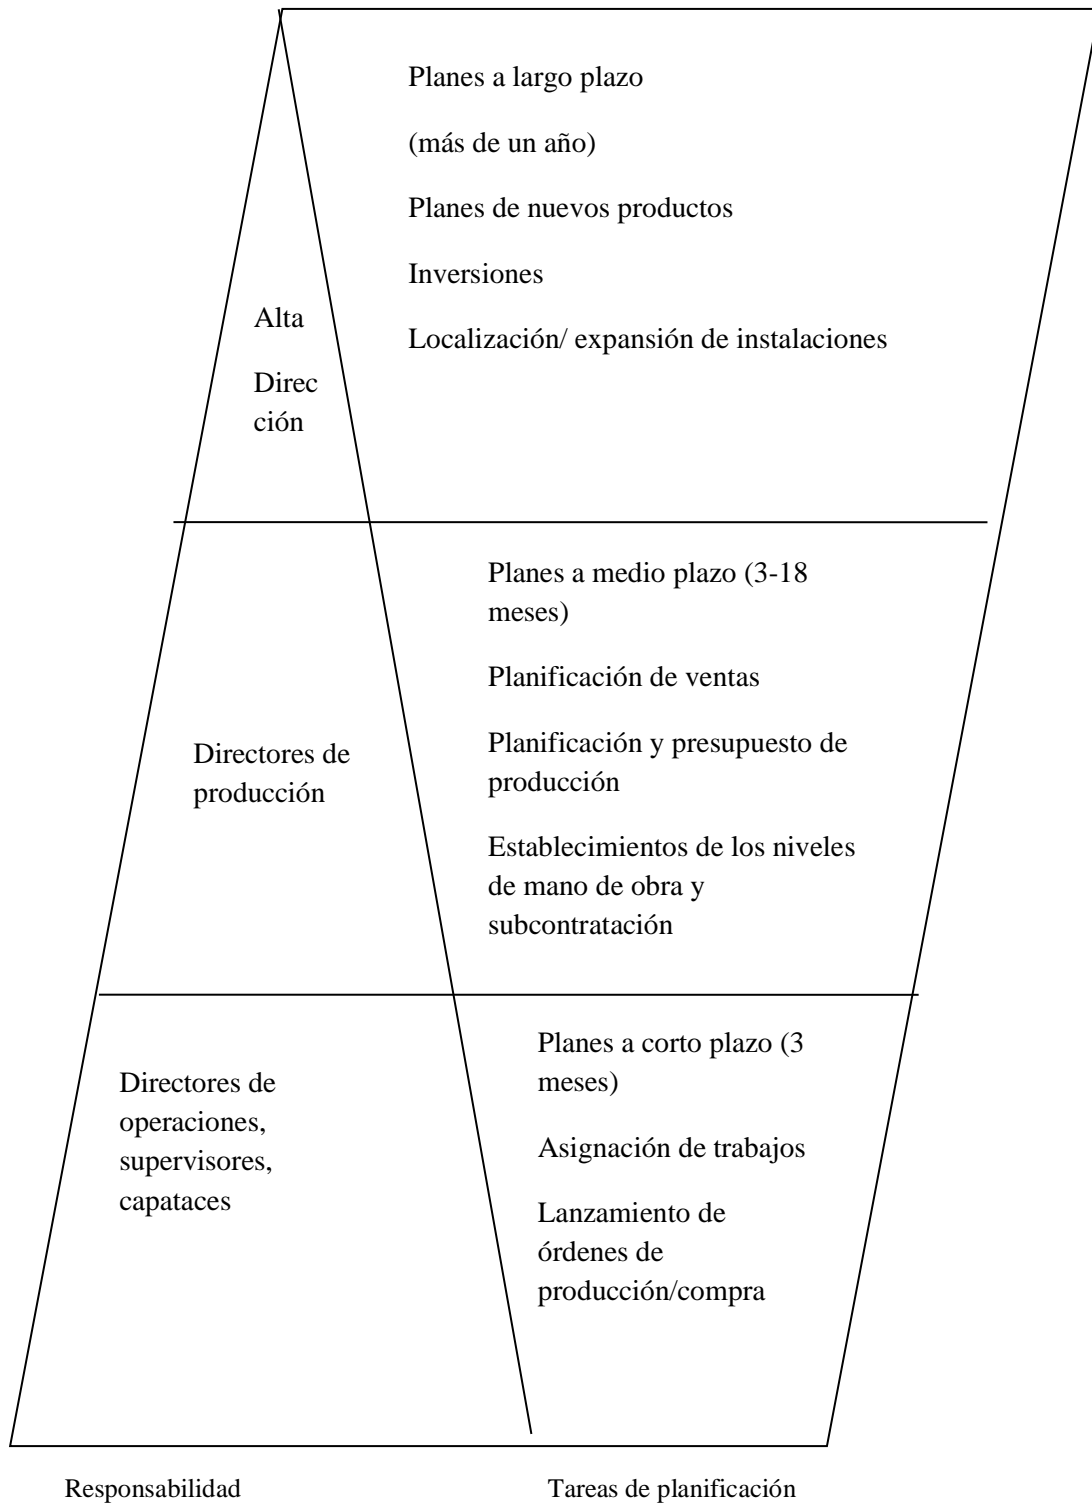 Planes a largo plazo
(más de un año)
Planes de nuevos productos
Inversiones
Localización/ expansión de instalaciones
Alta
Direc
ción
Planes a medio plazo (3-18
meses)
Planificación de ventas
Planificación y presupuesto de
producción
Establecimientos de los niveles
de mano de obra y
subcontratación
Directores de
producción
Planes a corto plazo (3
meses)
Asignación de trabajos
Lanzamiento de
órdenes de
producción/compra
Directores de
operaciones,
supervisores,
capataces
Responsabilidad
Tareas de planificación